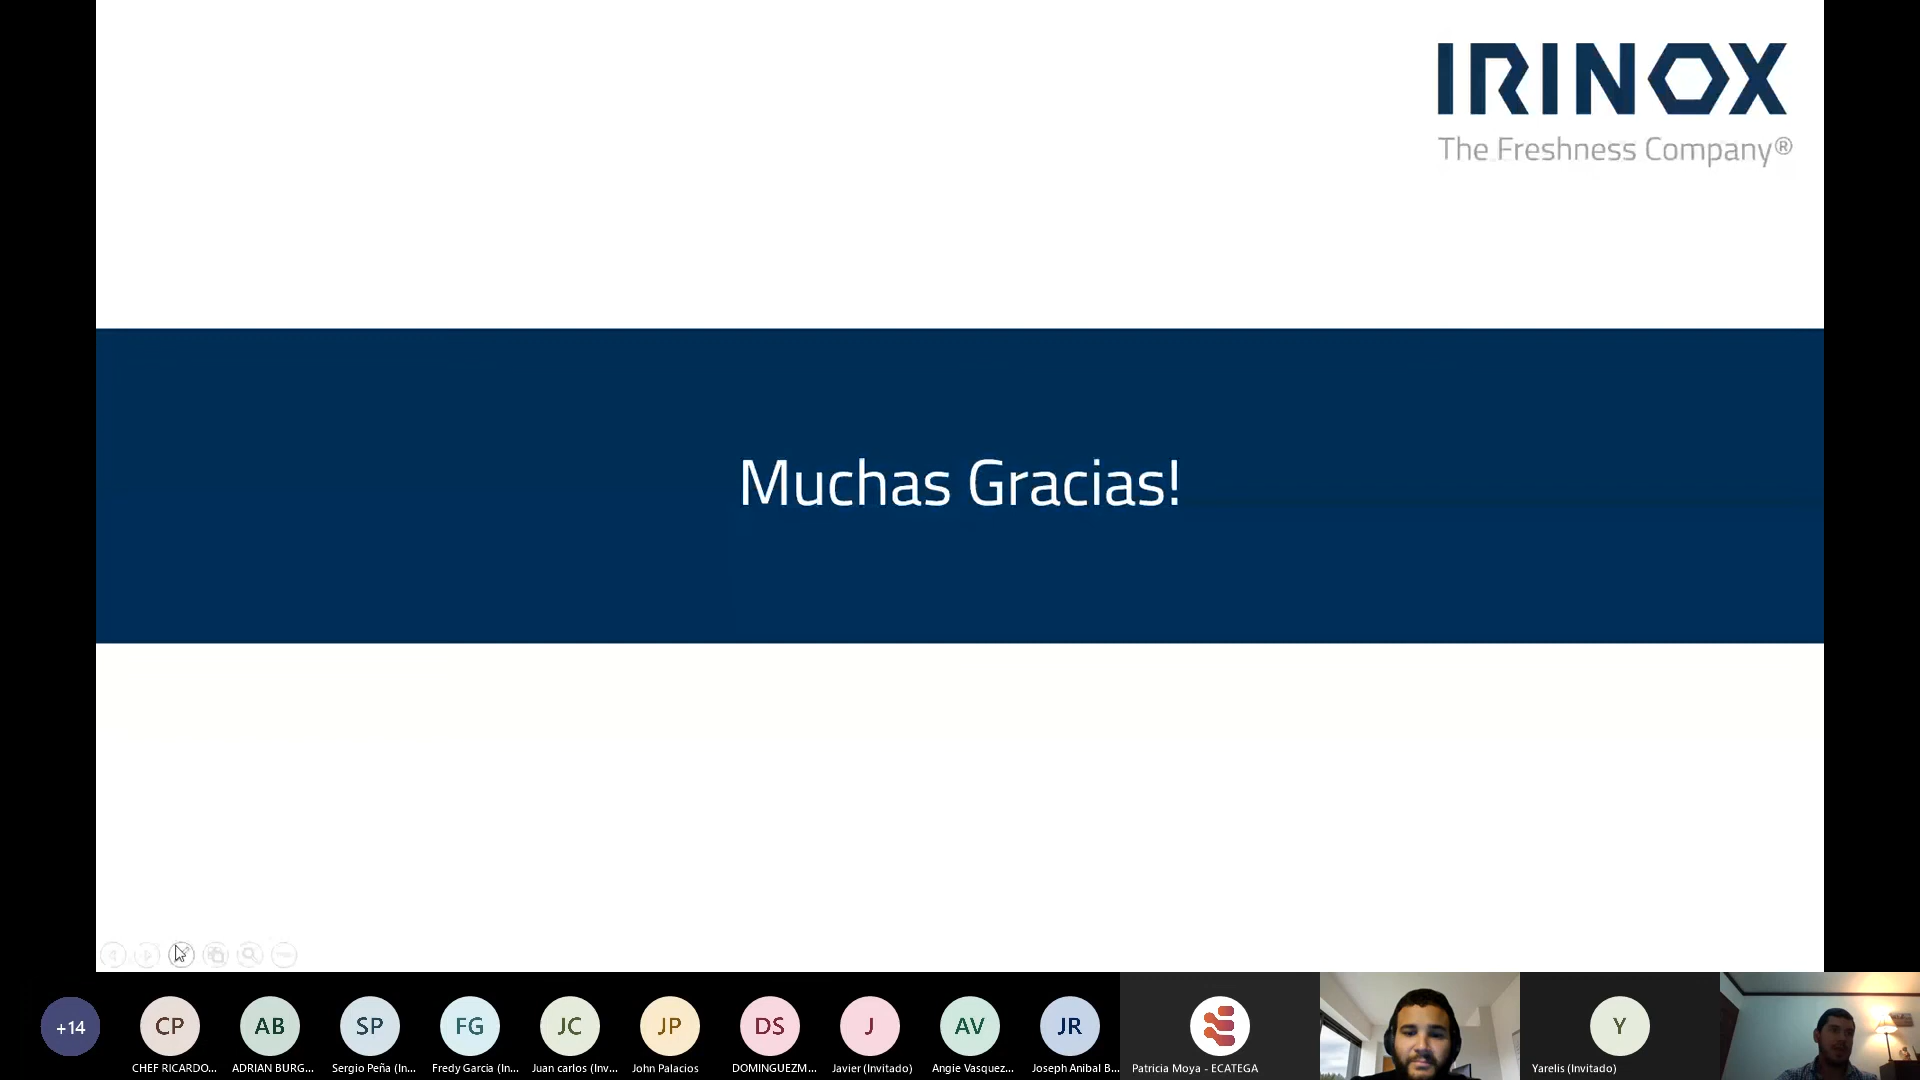 IRINOX
The Freshness Company®
Muchas Gracias!
+14
CP
AB
SP
FG
JC
JP
DS
J
AV
JR
Y
CHEF RICARDO...
ADRIAN BURG...
Sergio Peña (In...
Fredy Garcia (In...
Juan carlos (Inv...
John Palacios
DOMINGUEZM...
Javier (Invitado)
Angie Vasquez...
Joseph Anibal B...
Patricia Moya - ECATEGA
Yarelis (Invitado)